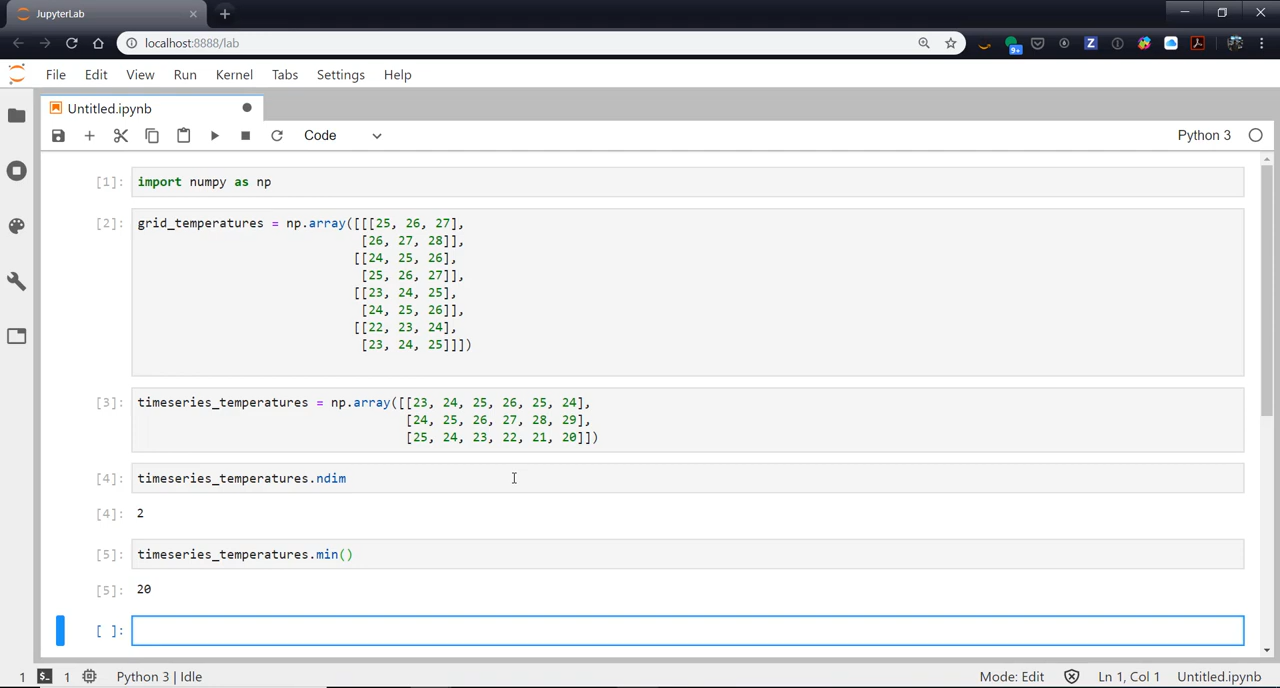 JupyterLab
localhost:8888/lab
9+
Z
File Edit View Run Kernel Tabs Settings Help
Untitled.ipynb
Code
Python 3
[1]: import numpy as np
[2]: grid_temperatures = np.array([[[25, 26, 27],
[26, 27, 28]],
[[24, 25, 26],
[25, 26, 27]],
[[23, 24, 25],
[24, 25, 26]],
[[22, 23, 24],
[23, 24, 25]]])
[3]: timeseries_temperatures = np.array([[23, 24, 25, 26, 25, 24],
[24, 25, 26, 27, 28, 29],
[25, 24, 23, 22, 21, 20]])
[4]: timeseries_temperatures.ndim
[4]: 2
[5]: timeseries_temperatures.min()
[5]: 20
[ ]:
1 $_ 1 Python 3 | Idle Mode: Edit Ln 1, Col 1 Untitled.ipynb